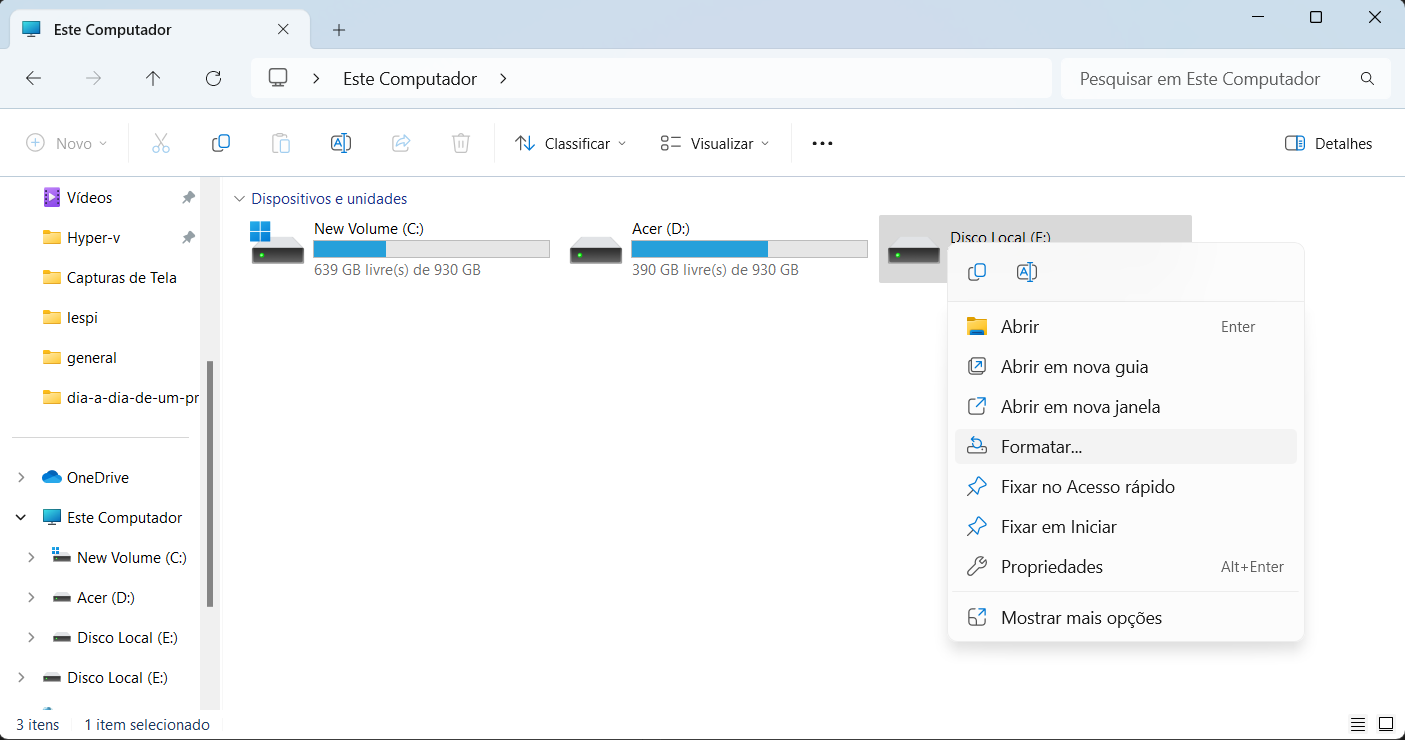 Este Computador
Este Computador
Pesquisar em Este Computador
Novo
Classificar
Visualizar
Detalhes
Vídeos
Hyper-v
Capturas de Tela
Iespi
general
dia-a-dia-de-um-pr
OneDrive
Este Computador
New Volume (C:)
Acer (D:)
Disco Local (E:)
Disco Local (E:)
Dispositivos e unidades
New Volume (C:)
639 GB livre(s) de 930 GB
Acer (D:)
390 GB livre(s) de 930 GB
Disco Local (E:)
Abrir Enter
Abrir em nova guia
Abrir em nova janela
Formatar...
Fixar no Acesso rápido
Fixar em Iniciar
Propriedades Alt+Enter
Mostrar mais opções
3 itens 1 item selecionado